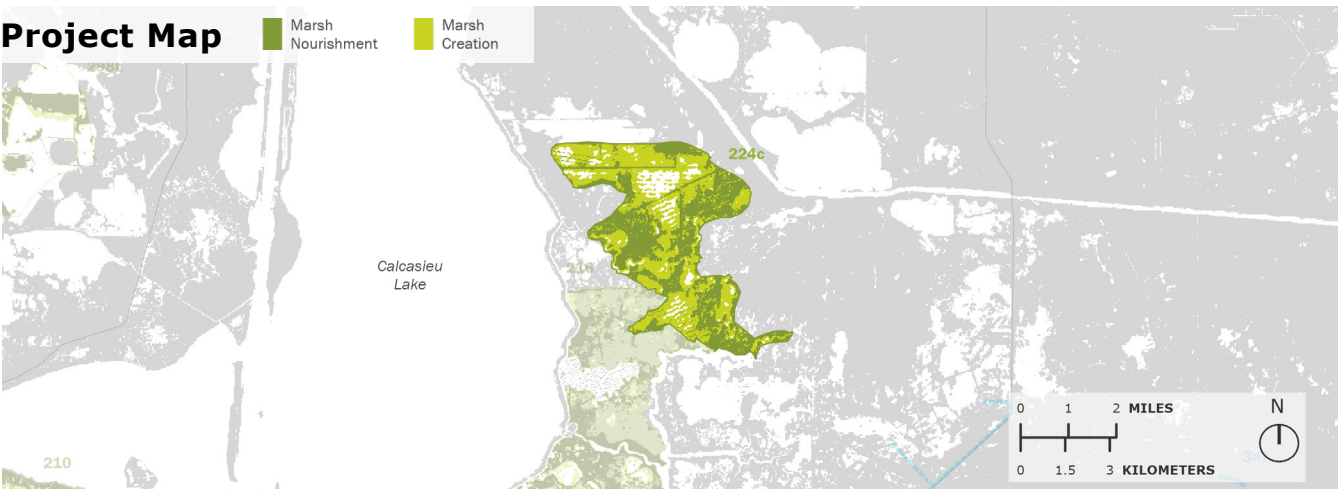 Project Map
Marsh
Nourishment
Marsh
Creation
224c
Calcasieu
Lake
210
0 1 2 MILES
0 1.5 3 KILOMETERS
N